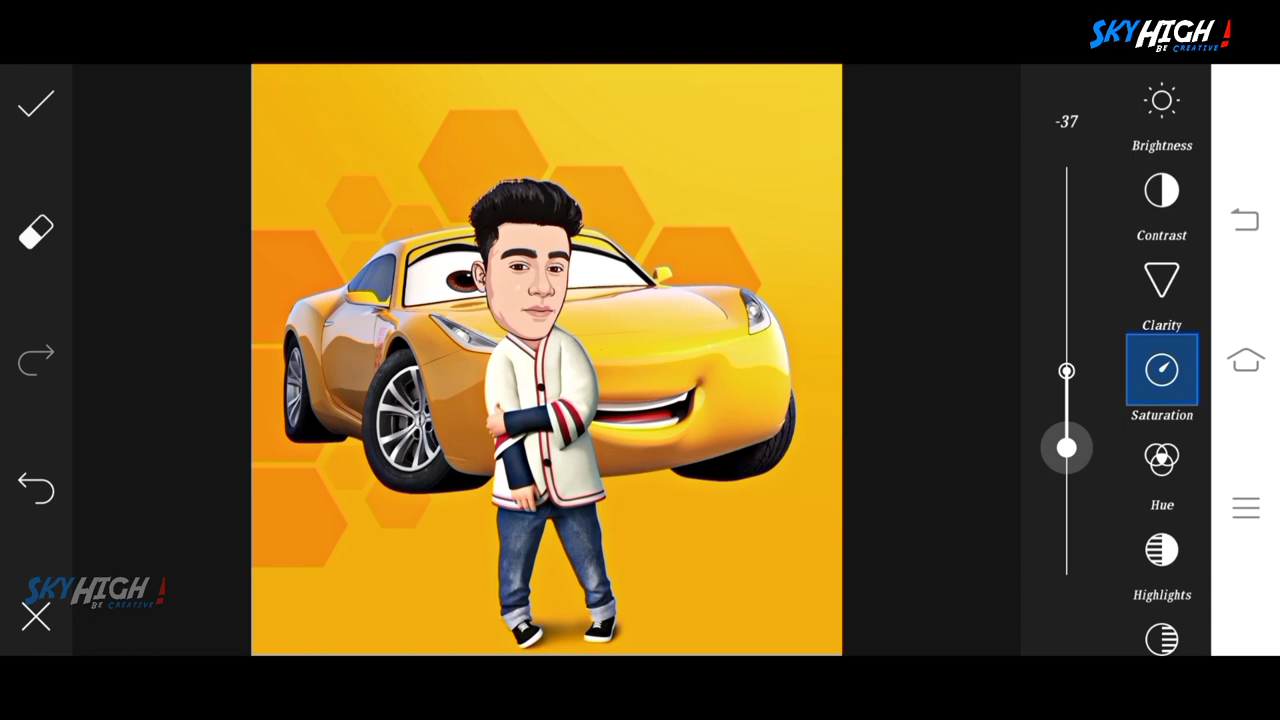 SKYHIGH!
BE CREATIVE
-37
Brightness
Contrast
Clarity
Saturation
Hue
Highlights
SKYHIGH!
BE CREATIVE